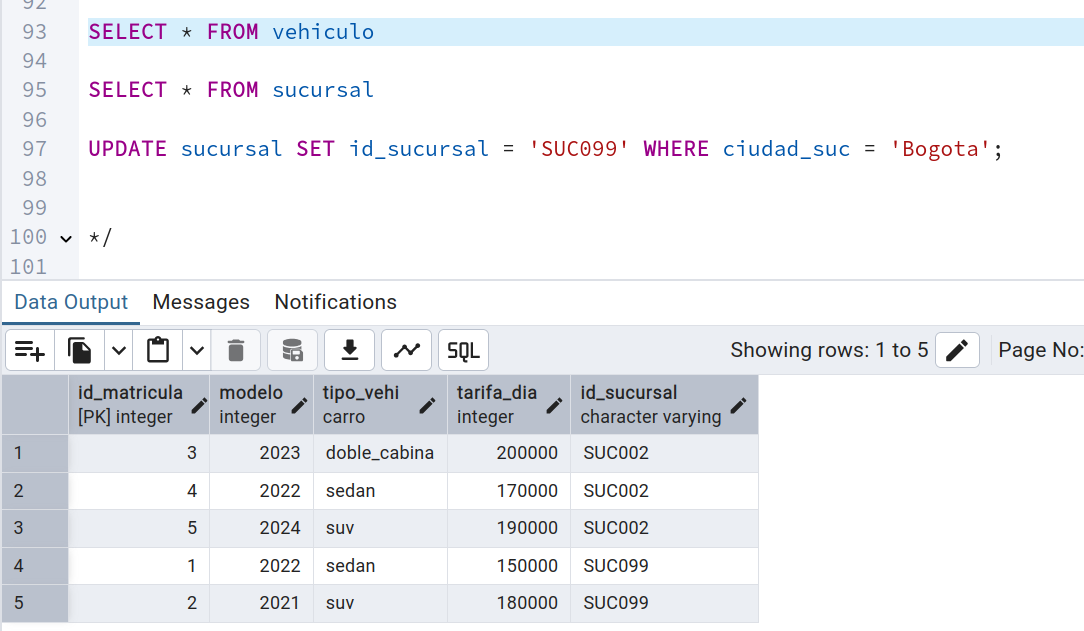 92
93 SELECT * FROM vehiculo
94
95 SELECT * FROM sucursal
96
97 UPDATE sucursal SET id_sucursal = 'SUC099' WHERE ciudad_suc = 'Bogota';
98
99
100 */
101
Data Output Messages Notifications
SQL Showing rows: 1 to 5 Page No:
id_matricula modelo tipo_vehi tarifa_dia id_sucursal
[PK] integer integer carro integer character varying
1 3 2023 doble_cabina 200000 SUC002
2 4 2022 sedan 170000 SUC002
3 5 2024 suv 190000 SUC002
4 1 2022 sedan 150000 SUC099
5 2 2021 suv 180000 SUC099